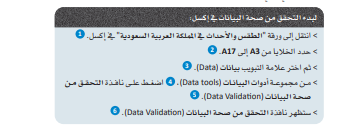 لبدء التحقق من صحة البيانات في إكسل:
< انتقل إلى ورقة "الطقس والأحداث في المملكة العربية السعودية" في إكسل. 1
< حدد الخلايا من A3 إلى A17. 2
< ثم اختر علامة التبويب بيانات (Data). 3
< من مجموعة أدوات البيانات (Data tools)، 4 اضغط على نافذة التحقق من
صحة البيانات (Data Validation). 5
< ستظهر نافذة التحقق من صحة البيانات (Data Validation). 6